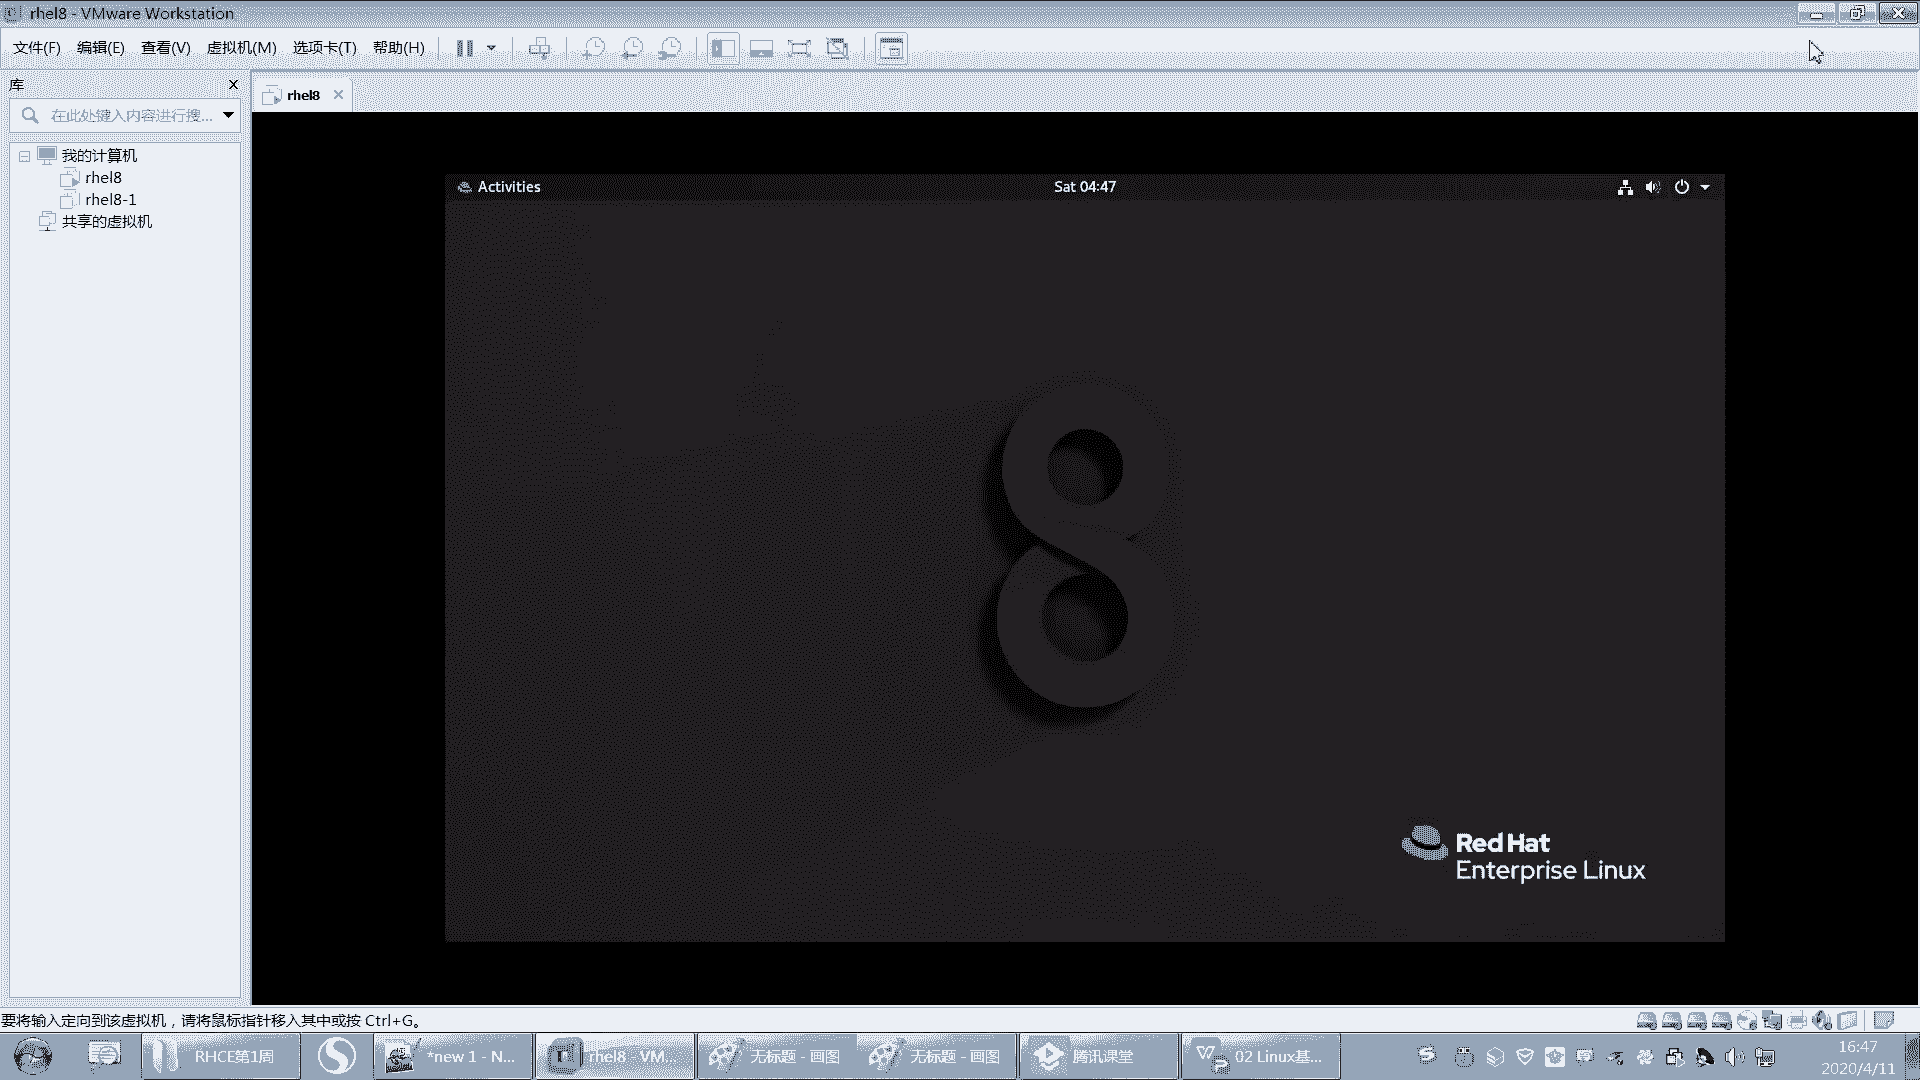 rhel8 - VMware Workstation
文件(F) 编辑(E) 查看(V) 虚拟机(M) 选项卡(T) 帮助(H)
库
rhel8
在此处键入内容进行搜...
我的计算机
rhel8
rhel8-1
共享的虚拟机
Activities
Sat 04:47
8
Red Hat
Enterprise Linux
要将输入定向到该虚拟机，请将鼠标指针移入其中或按 Ctrl+G。
RHCE第1周
*new 1 - N...
rhel8 - VM...
无标题 - 画图
无标题 - 画图
腾讯课堂
02 Linux基...
16:47
2020/4/11